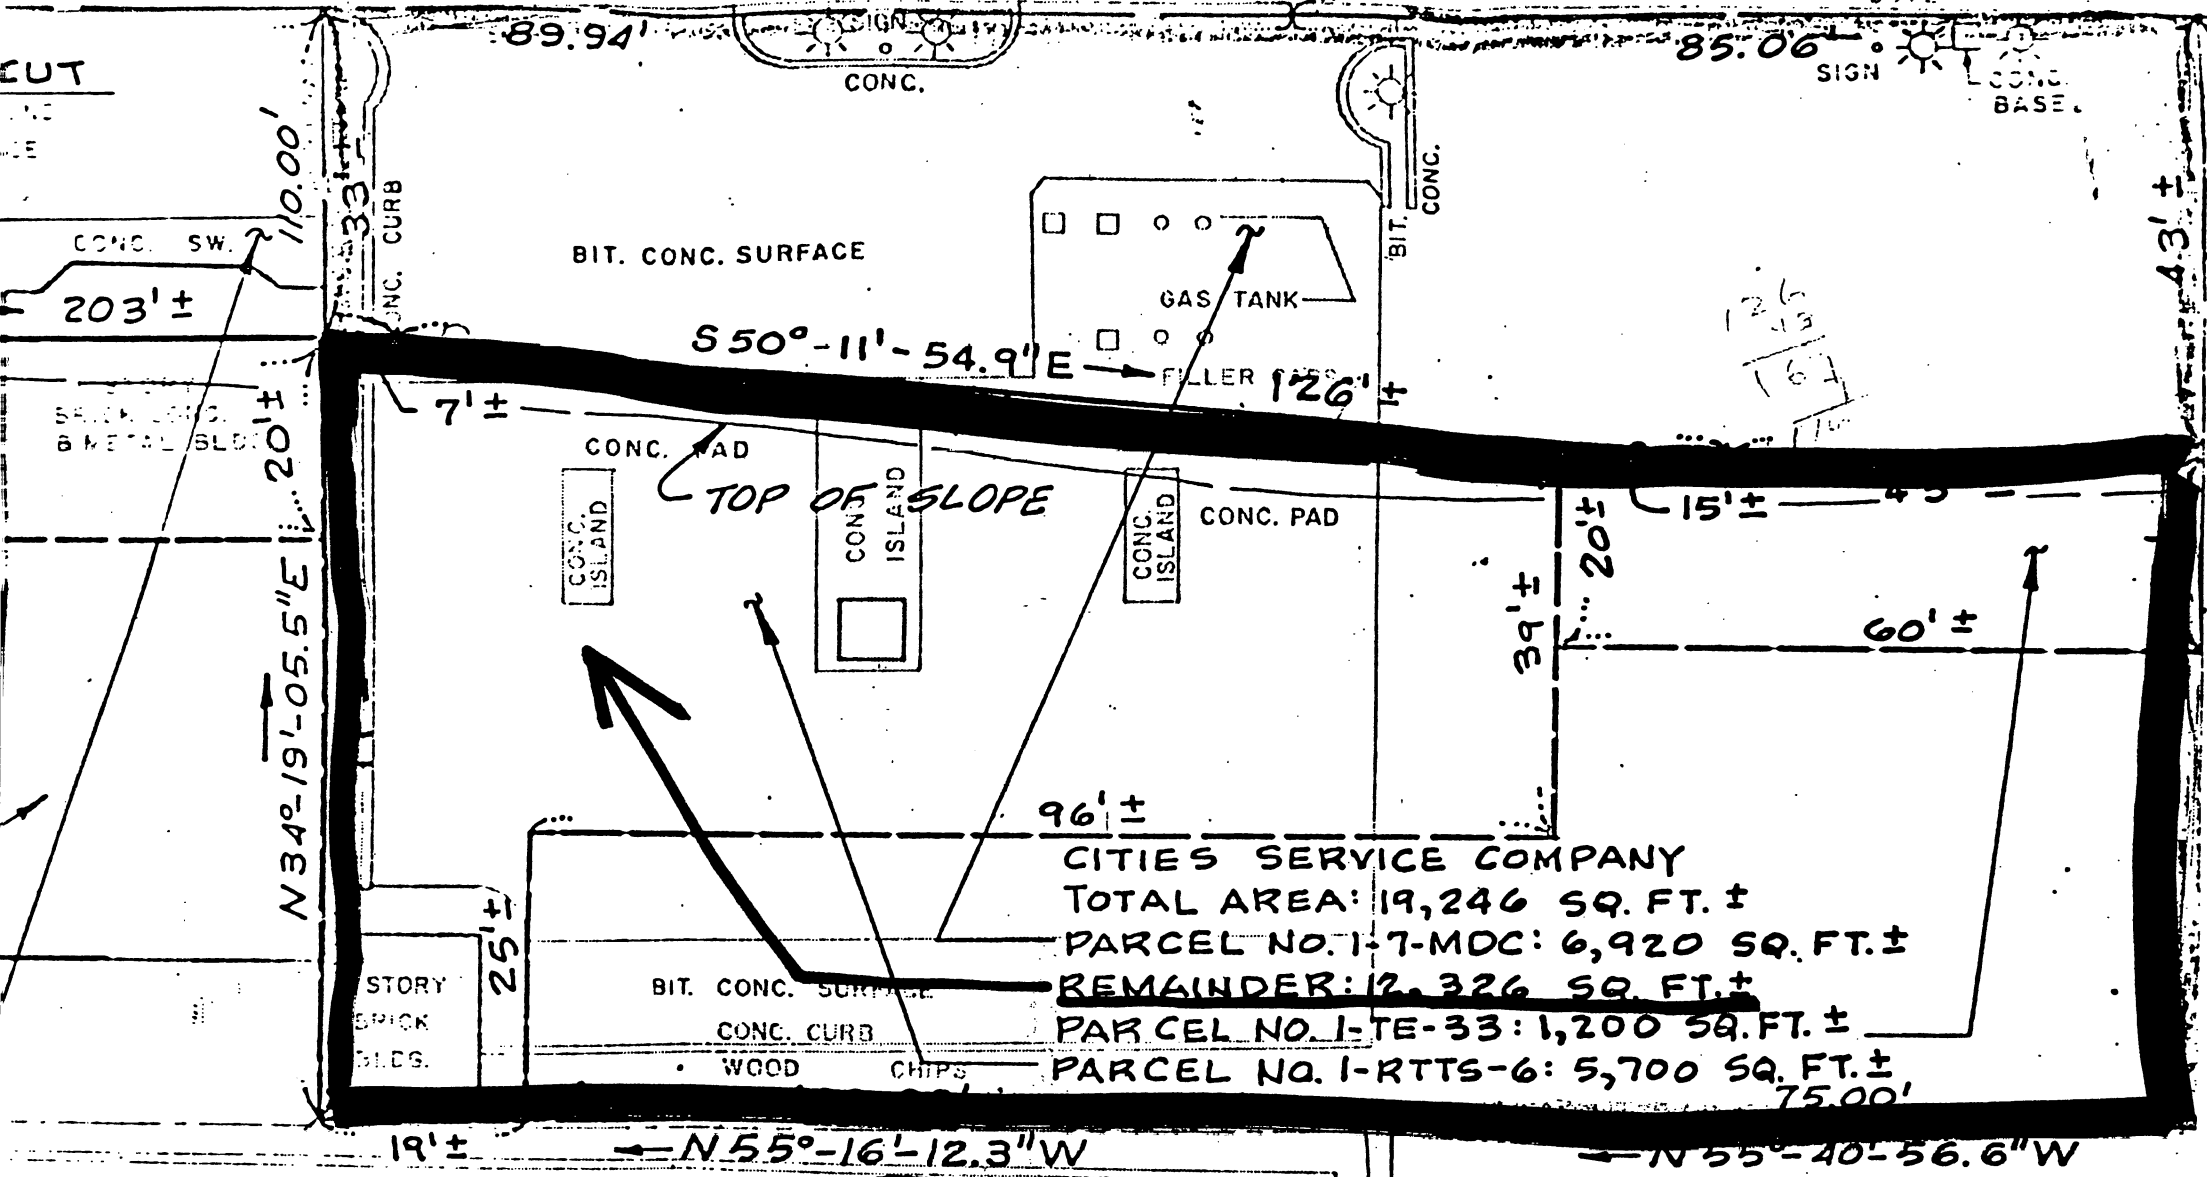 89.94'
SIGN
CONC.
85.06'
SIGN
CONC.
BASE.
CUT
110.00'
33'
CONC. CURB
CONC. SW.
203'±
BIT. CONC. SURFACE
GAS TANK
BIT.
CONC.
43'±
S50°-11'-54.9"E
FILLER
126'±
7'±
20'±
CONC. PAD
TOP OF SLOPE
CONC.
ISLAND
CONC.
ISLAND
CONC.
ISLAND
CONC. PAD
15'±
20'±
39'±
60'±
N34°-19'-05.5"E
96'±
CITIES SERVICE COMPANY
TOTAL AREA: 19,246 SQ. FT. ±
PARCEL NO. 1-7-MDC: 6,920 SQ. FT. ±
REMAINDER: 12,326 SQ. FT. ±
PARCEL NO. 1-TE-33: 1,200 SQ. FT. ±
PARCEL NO. 1-RTTS-6: 5,700 SQ. FT. ±
25'±
STORY
BRICK
BLDG.
BIT. CONC. SURFACE
CONC. CURB
WOOD CHIPS
75.00'
19'±
N55°-16'-12.3"W
N55°-40'-56.6"W